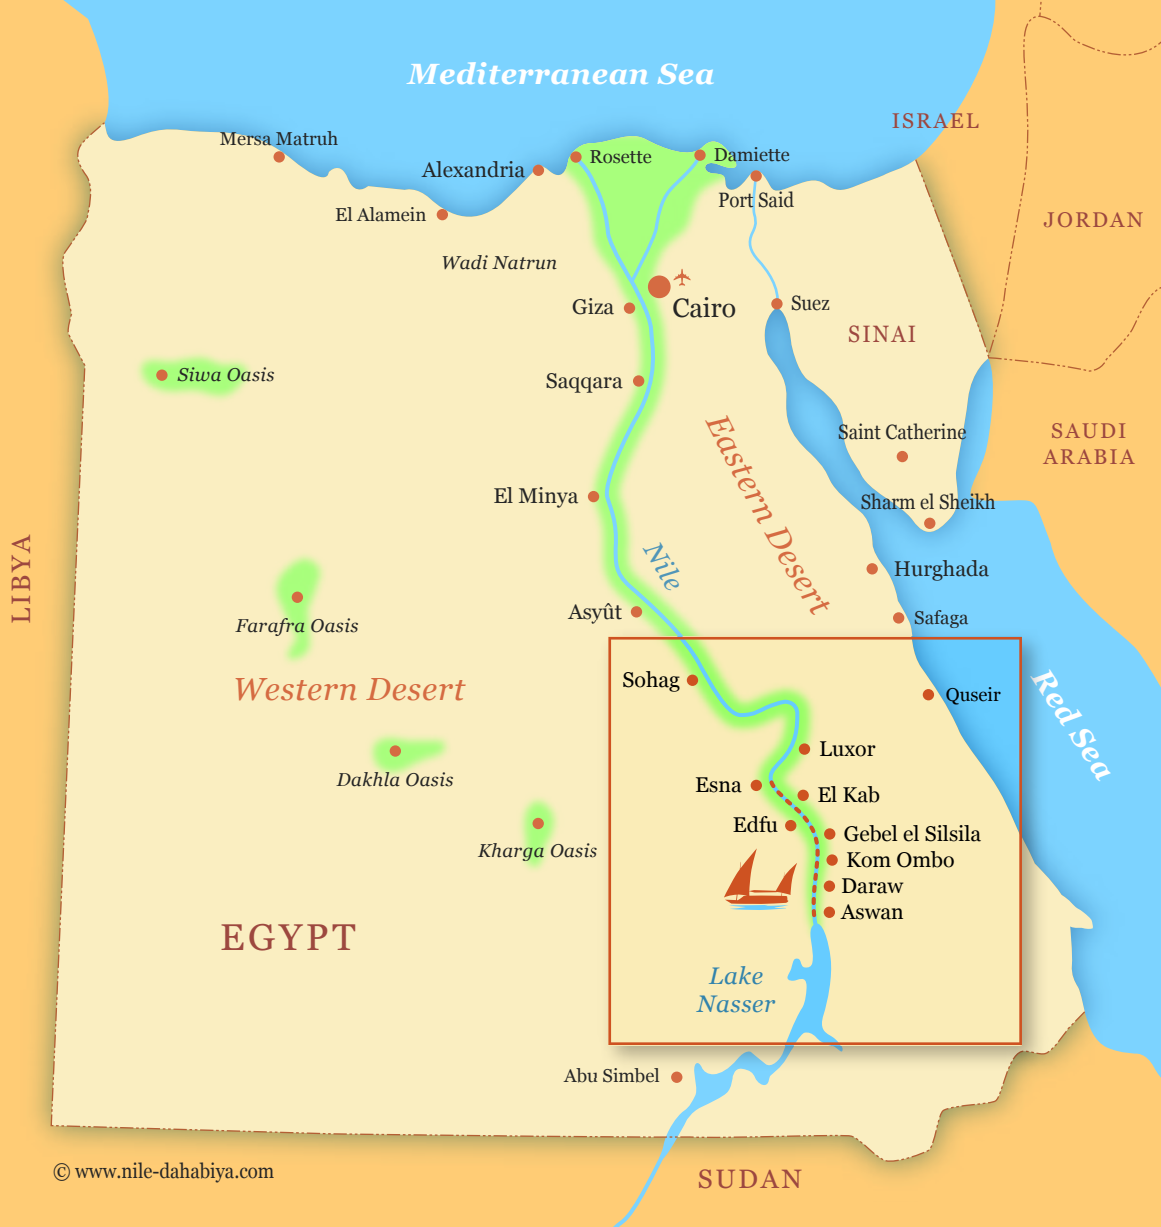 Mediterranean Sea
ISRAEL
Mersa Matruh
Alexandria
Rosette
Damiette
El Alamein
Port Said
JORDAN
Wadi Natrun
Giza
Cairo
Suez
SINAI
Siwa Oasis
Saqqara
Eastern Desert
Saint Catherine
SAUDI
ARABIA
El Minya
Sharm el Sheikh
LIBYA
Nile
Hurghada
Asyût
Safaga
Farafra Oasis
Western Desert
Sohag
Quseir
Red Sea
Luxor
Dakhla Oasis
Esna
El Kab
Edfu
Gebel el Silsila
Kharga Oasis
Kom Ombo
Daraw
Aswan
EGYPT
Lake
Nasser
Abu Simbel
© www.nile-dahabiya.com
SUDAN